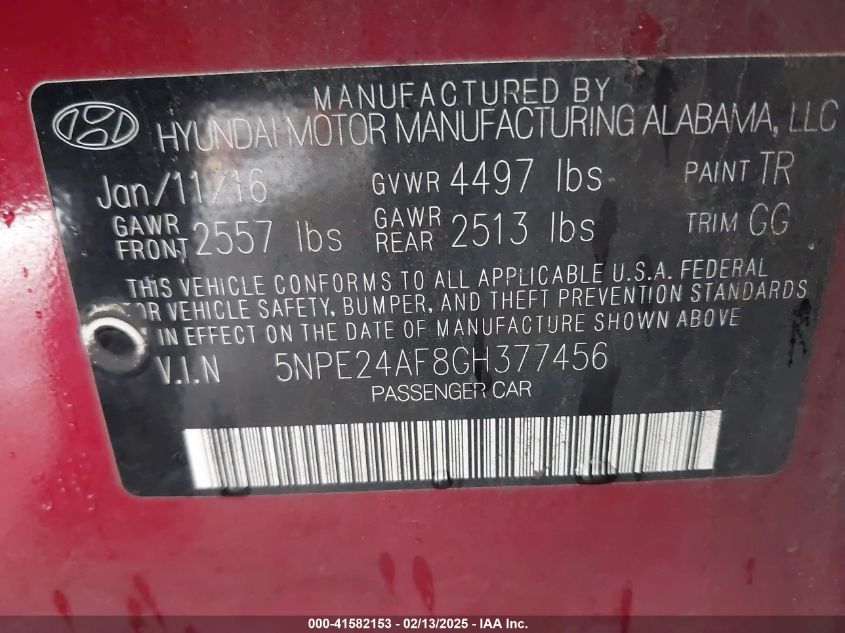 MANUFACTURED BY
HYUNDAI MOTOR MANUFACTURING ALABAMA, LLC
Jan/11/16 GVWR 4497 lbs PAINT TR
GAWR FRONT 2557 lbs GAWR REAR 2513 lbs TRIM GG
THIS VEHICLE CONFORMS TO ALL APPLICABLE U.S.A. FEDERAL
OR VEHICLE SAFETY, BUMPER, AND THEFT PREVENTION STANDARDS
IN EFFECT ON THE DATE OF MANUFACTURE SHOWN ABOVE.
V.I.N 5NPE24AF8GH377456
PASSENGER CAR
000-41582153 - 02/13/2025 - IAA Inc.